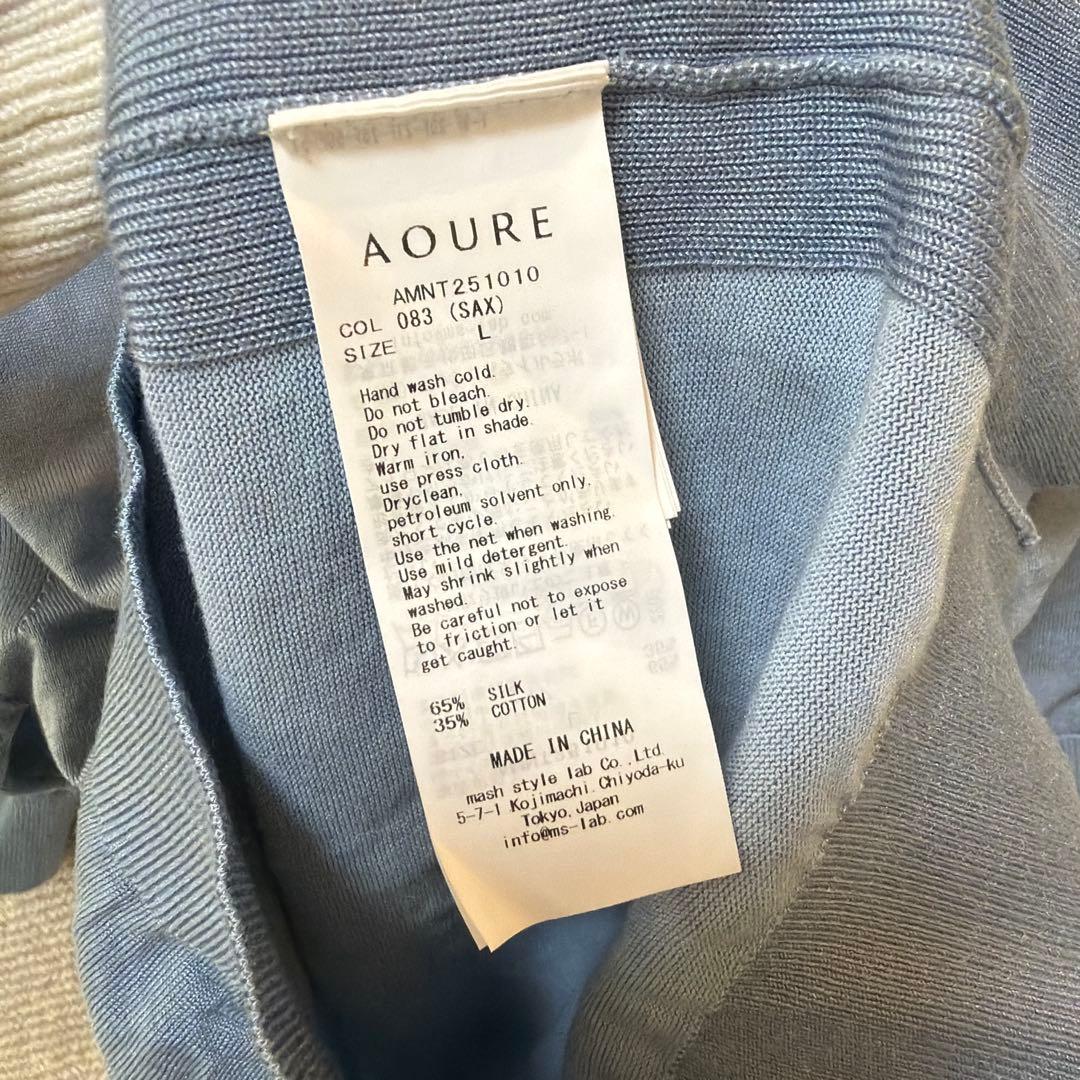 AOURE
AMNT251010
COL 083 (SAX)
SIZE L
Hand wash cold.
Do not bleach.
Do not tumble dry.
Dry flat in shade.
Warm iron,
use press cloth.
Dryclean,
petroleum solvent only.
short cycle.
Use the net when washing.
Use mild detergent.
May shrink slightly when
washed.
Be careful not to expose
to friction or let it
get caught.
65% SILK
35% COTTON
MADE IN CHINA
mash style lab Co.,Ltd.
5-7-1 Kojimachi,Chiyoda-ku
Tokyo,Japan
info@ms-lab.com